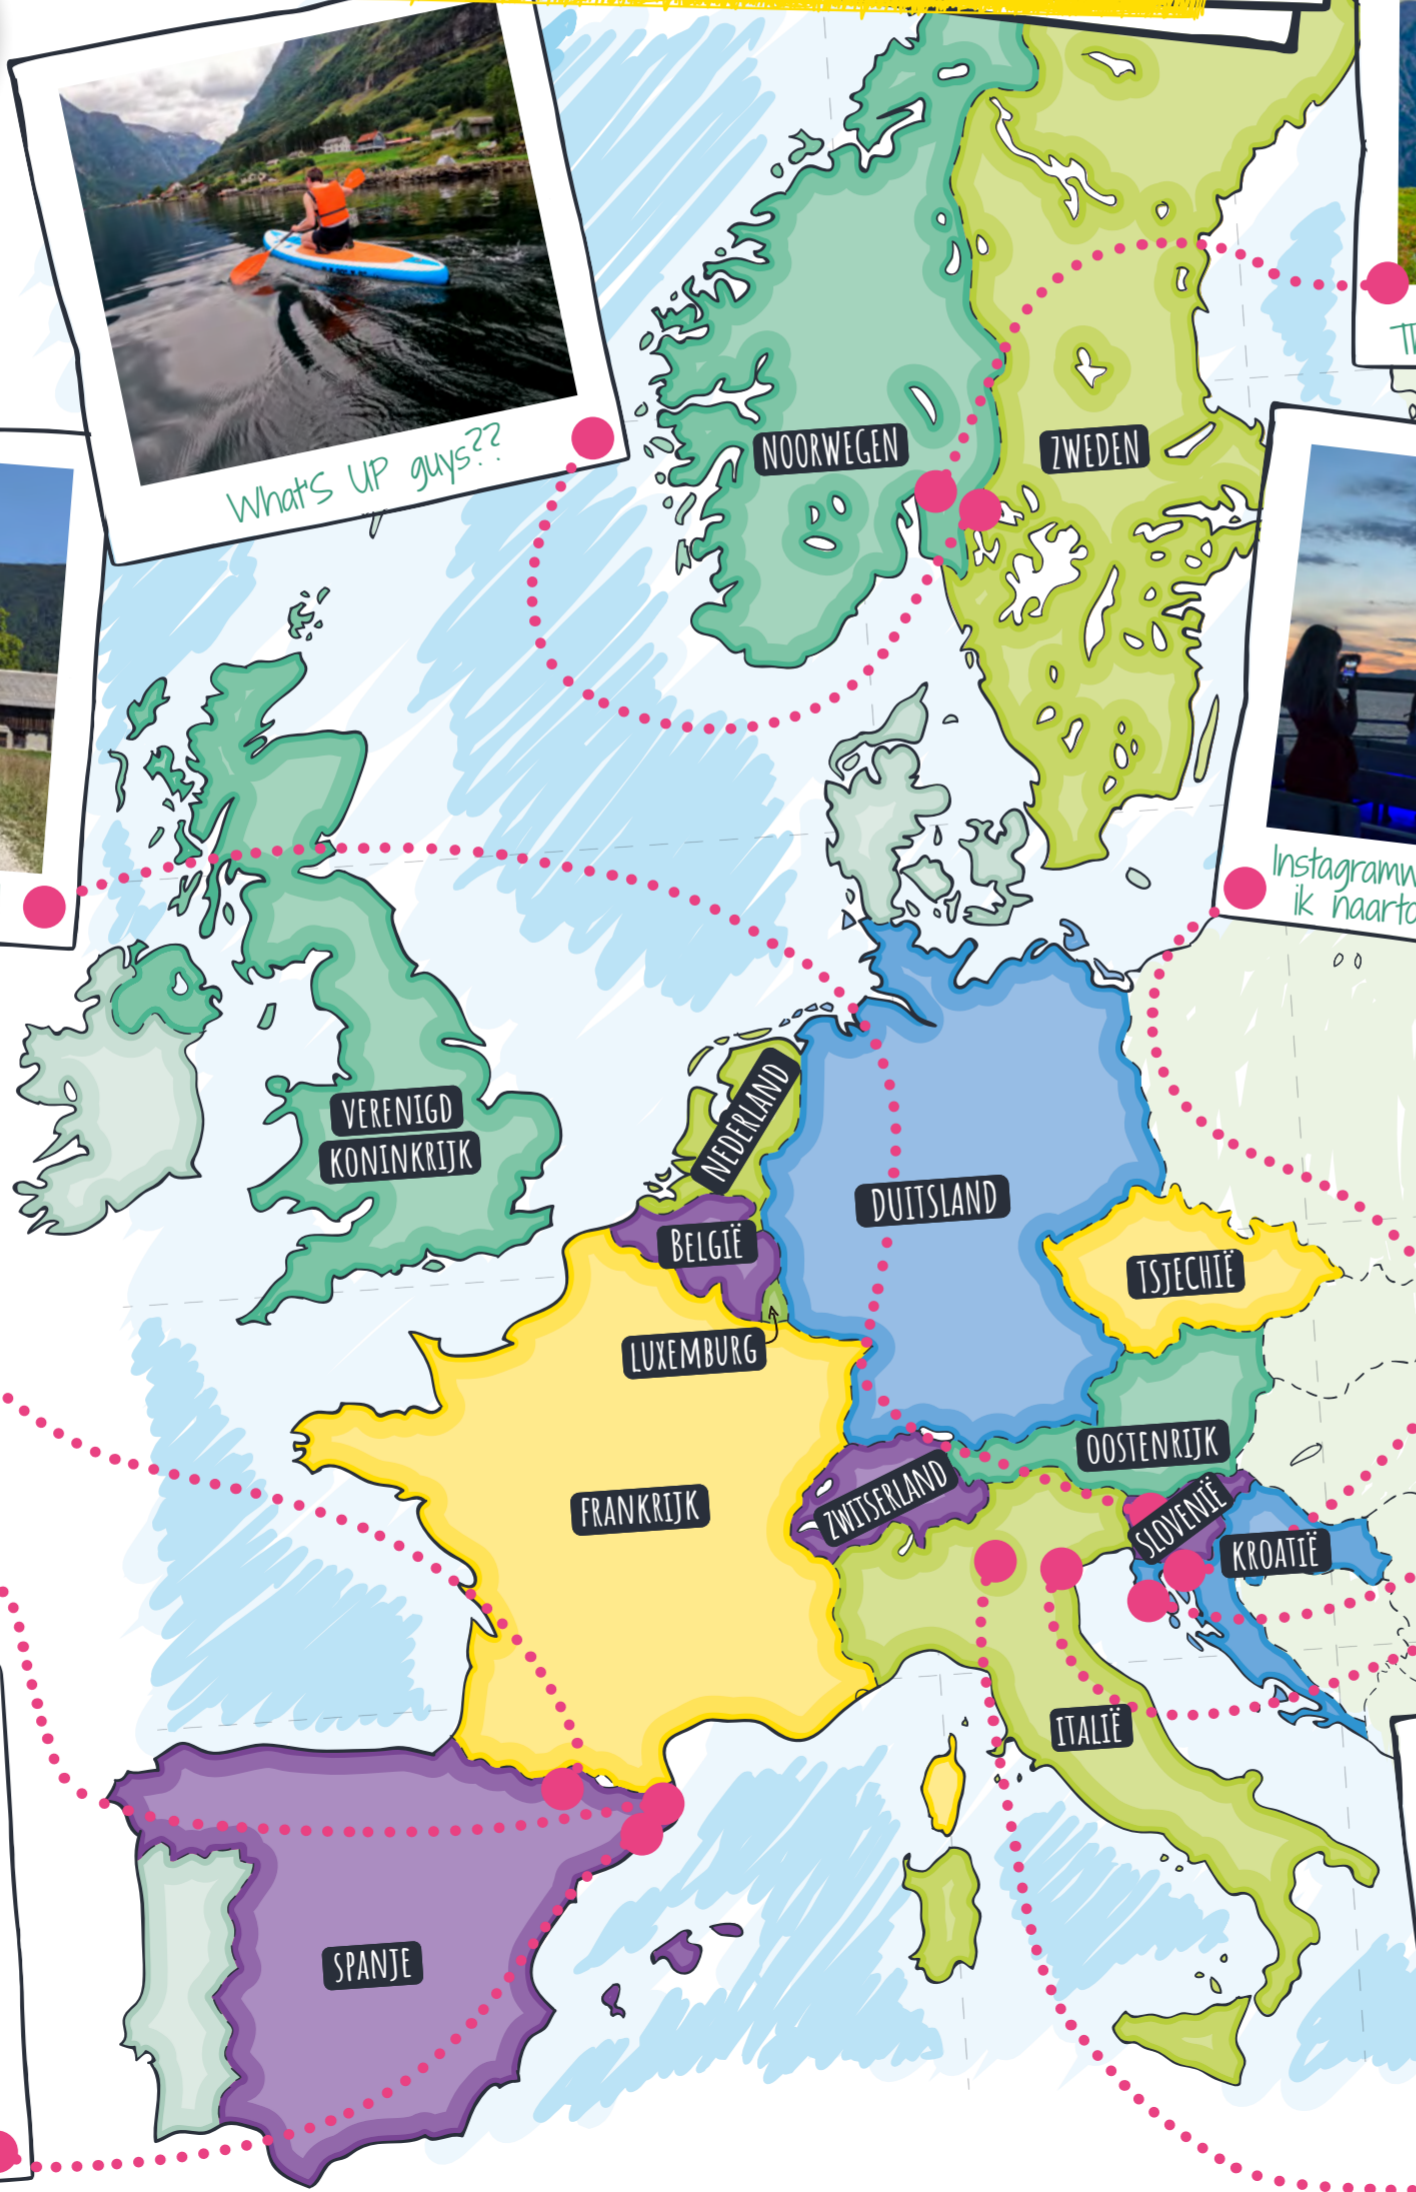 What's UP guys??
NOORWEGEN
ZWEDEN
Instagramw
ik naarto
VERENIGD
KONINKRIJK
NEDERLAND
DUITSLAND
BELGIË
TSJECHIË
LUXEMBURG
OOSTENRIJK
FRANKRIJK
ZWITSERLAND
SLOVENIË
KROATIË
ITALIË
SPANJE